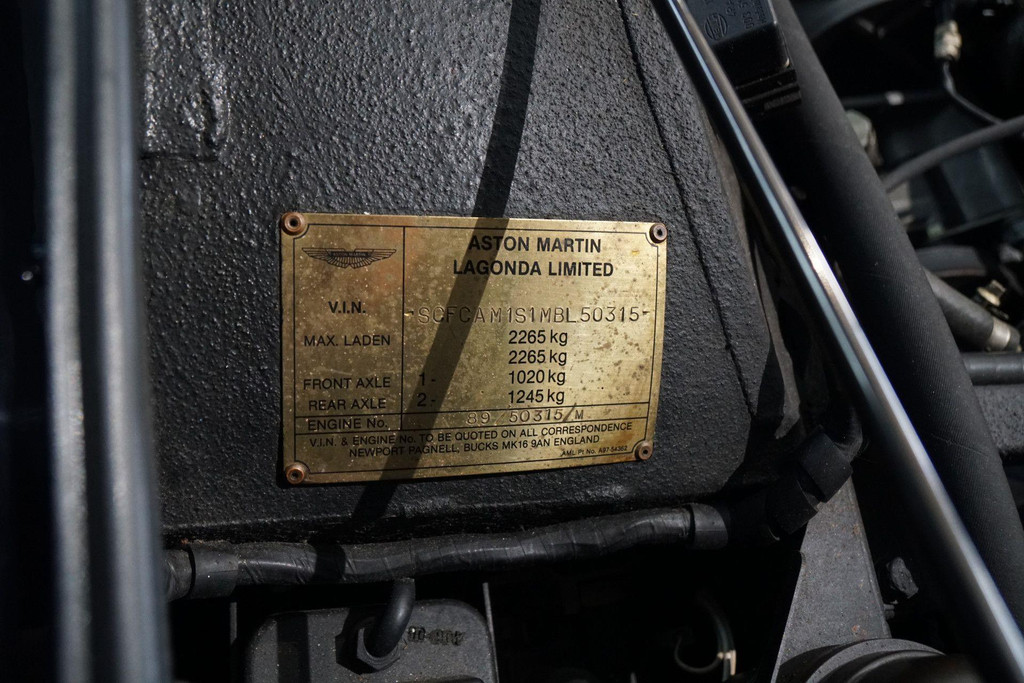 ASTON MARTIN
LAGONDA LIMITED
V.I.N. -SCFCAM1S1MBL50315-
MAX. LADEN 2265 kg
2265 kg
FRONT AXLE 1- 1020 kg
REAR AXLE 2- 1245 kg
ENGINE No. 89/50315/M
V.I.N. & ENGINE No. TO BE QUOTED ON ALL CORRESPONDENCE
NEWPORT PAGNELL, BUCKS MK16 9AN ENGLAND